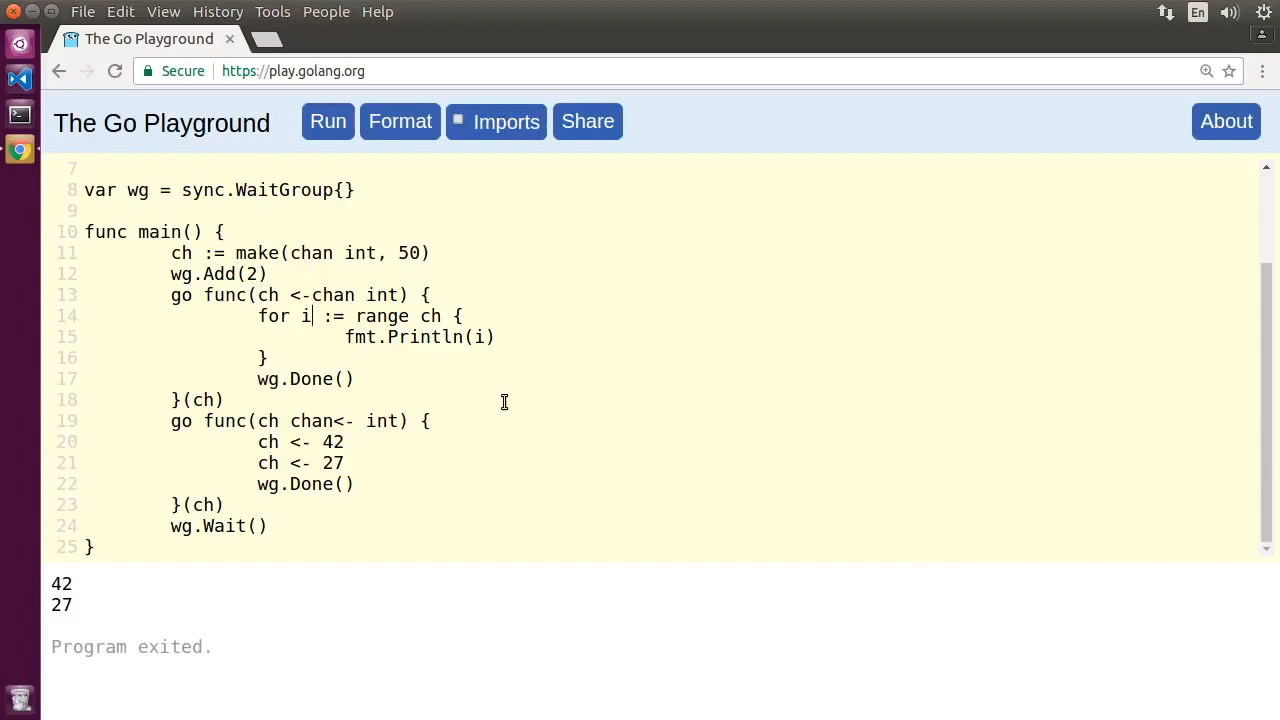 File Edit View History Tools People Help
En
The Go Playground
Secure https://play.golang.org
The Go Playground Run Format Imports Share About
7
8 var wg = sync.WaitGroup{}
9
10 func main() {
11 ch := make(chan int, 50)
12 wg.Add(2)
13 go func(ch <-chan int) {
14 for i := range ch {
15 fmt.Println(i)
16 }
17 wg.Done()
18 }(ch)
19 go func(ch chan<- int) {
20 ch <- 42
21 ch <- 27
22 wg.Done()
23 }(ch)
24 wg.Wait()
25 }
42
27
Program exited.